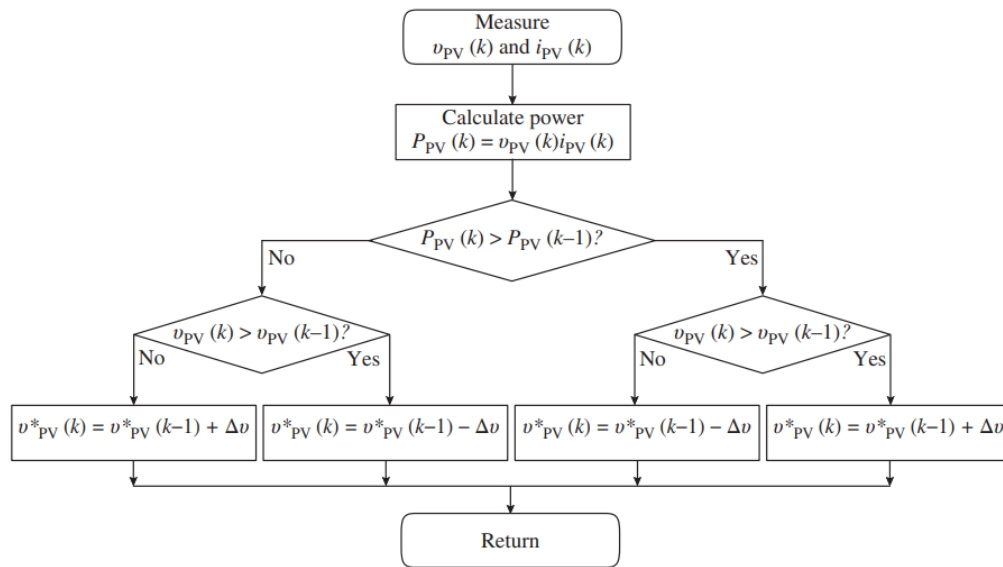 Measure
υPV (k) and iPV (k)
Calculate power
PPV (k) = υPV (k)iPV (k)
PPV (k) > PPV (k–1)?
No
Yes
υPV (k) > υPV (k–1)?
υPV (k) > υPV (k–1)?
No
Yes
No
Yes
υ*PV (k) = υ*PV (k–1) + Δυ
υ*PV (k) = υ*PV (k–1) – Δυ
υ*PV (k) = υ*PV (k–1) – Δυ
υ*PV (k) = υ*PV (k–1) + Δυ
Return